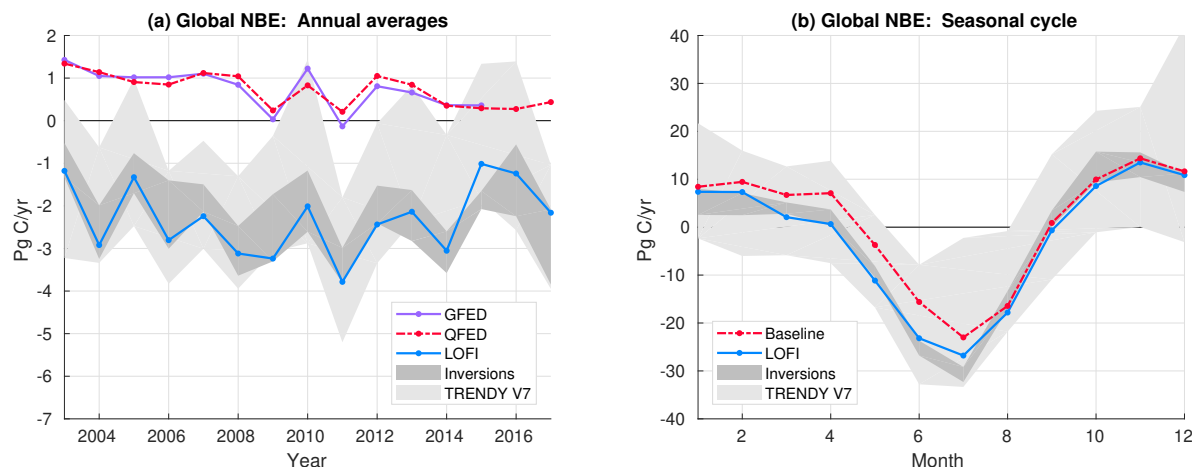 (a) Global NBE: Annual averages
2
1
0
-1
-2
-3
-4
-5
-6
-7
Pg C/yr
2004
2006
2008
2010
2012
2014
2016
Year
GFED
QFED
LOFI
Inversions
TRENDY V7
(b) Global NBE: Seasonal cycle
40
30
20
10
0
-10
-20
-30
-40
Pg C/yr
2
4
6
8
10
12
Month
Baseline
LOFI
Inversions
TRENDY V7